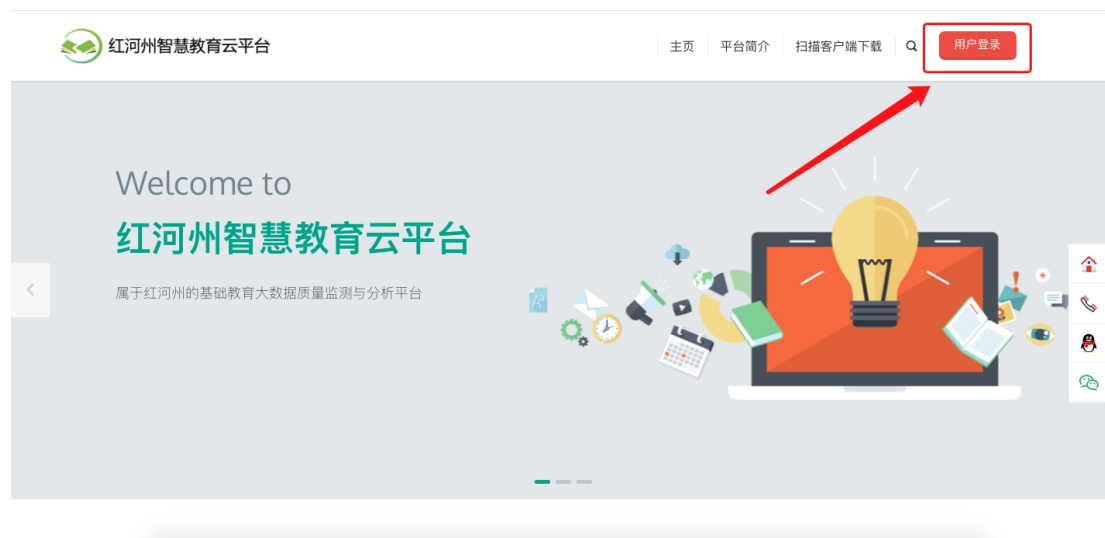 红河州智慧教育云平台
主页 平台简介 扫描客户端下载 用户登录
Welcome to
红河州智慧教育云平台
属于红河州的基础教育大数据质量监测与分析平台